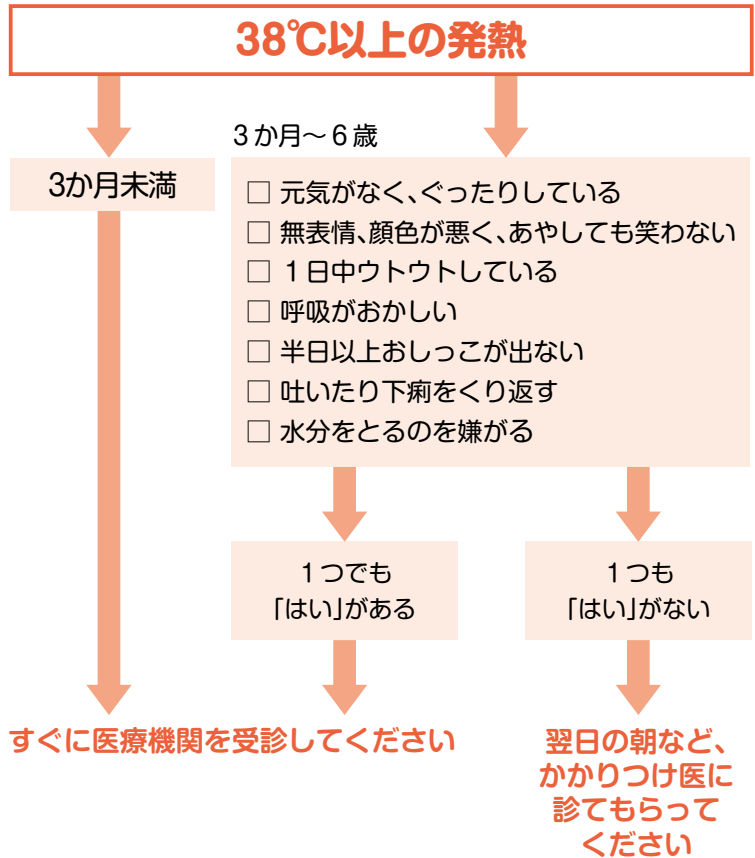 38℃以上の発熱
3か月未満
3か月〜6歳
□ 元気がなく、ぐったりしている
□ 無表情、顔色が悪く、あやしても笑わない
□ 1日中ウトウトしている
□ 呼吸がおかしい
□ 半日以上おしっこが出ない
□ 吐いたり下痢をくり返す
□ 水分をとるのを嫌がる
1つでも
「はい」がある
1つも
「はい」がない
すぐに医療機関を受診してください
翌日の朝など、
かかりつけ医に
診てもらって
ください